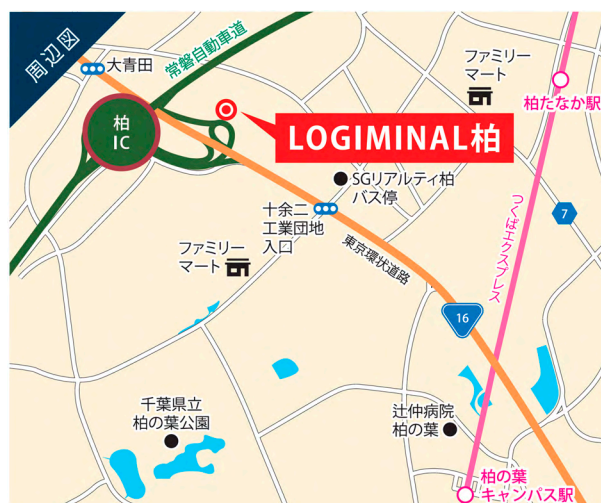 周辺図
大青田
常磐自動車道
柏
IC
LOGIMINAL柏
ファミリー
マート
柏たなか駅
SGリアルティ柏
バス停
十余二
工業団地
入口
7
つくばエクスプレス
ファミリー
マート
東京環状道路
16
千葉県立
柏の葉公園
辻仲病院
柏の葉
柏の葉
キャンパス駅